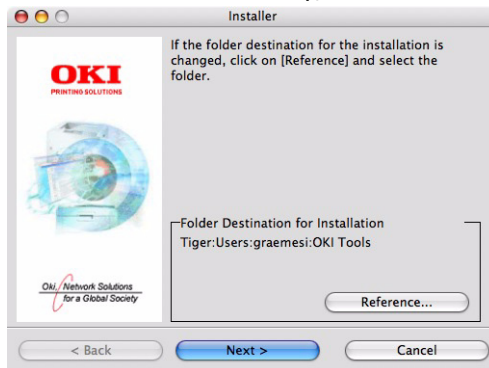 Installer
If the folder destination for the installation is
changed, click on [Reference] and select the
folder.
OKI
PRINTING SOLUTIONS
Folder Destination for Installation
Tiger:Users:graemesi:OKI Tools
Oki, Network Solutions
for a Global Society
Reference...
< Back
Next >
Cancel